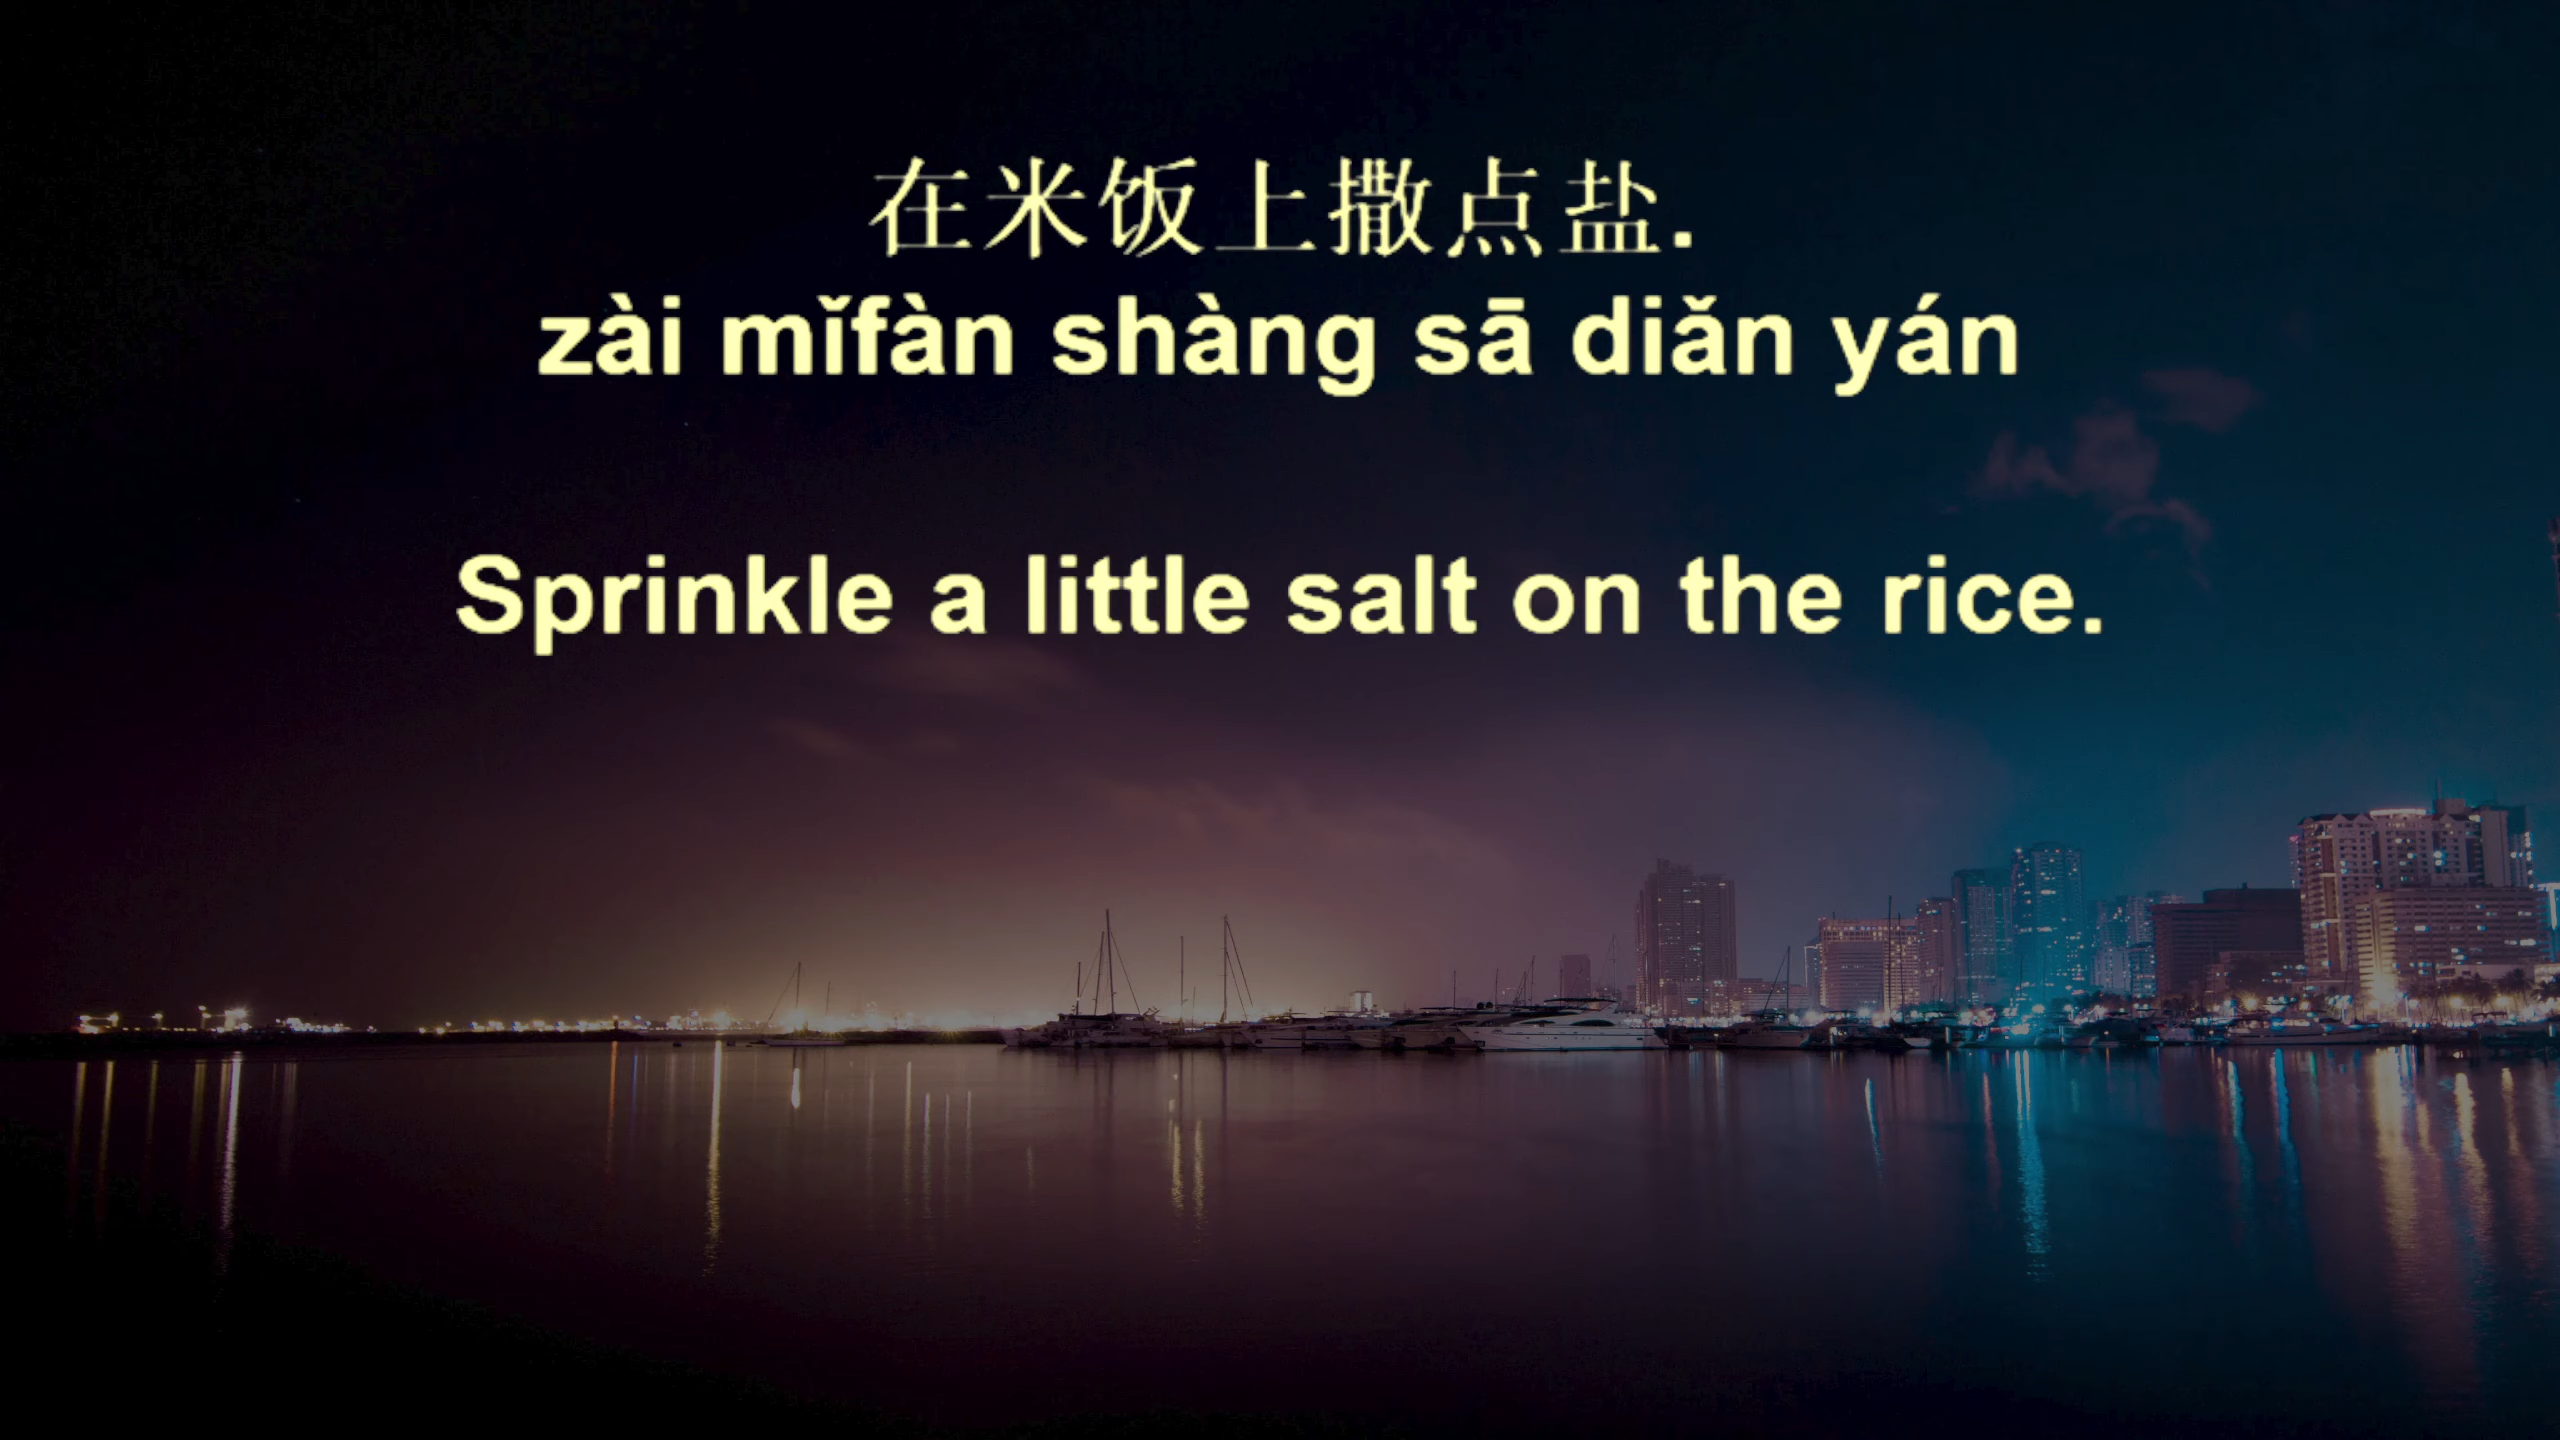 在米饭上撒点盐.
zài mǐfàn shàng sā diǎn yán
Sprinkle a little salt on the rice.